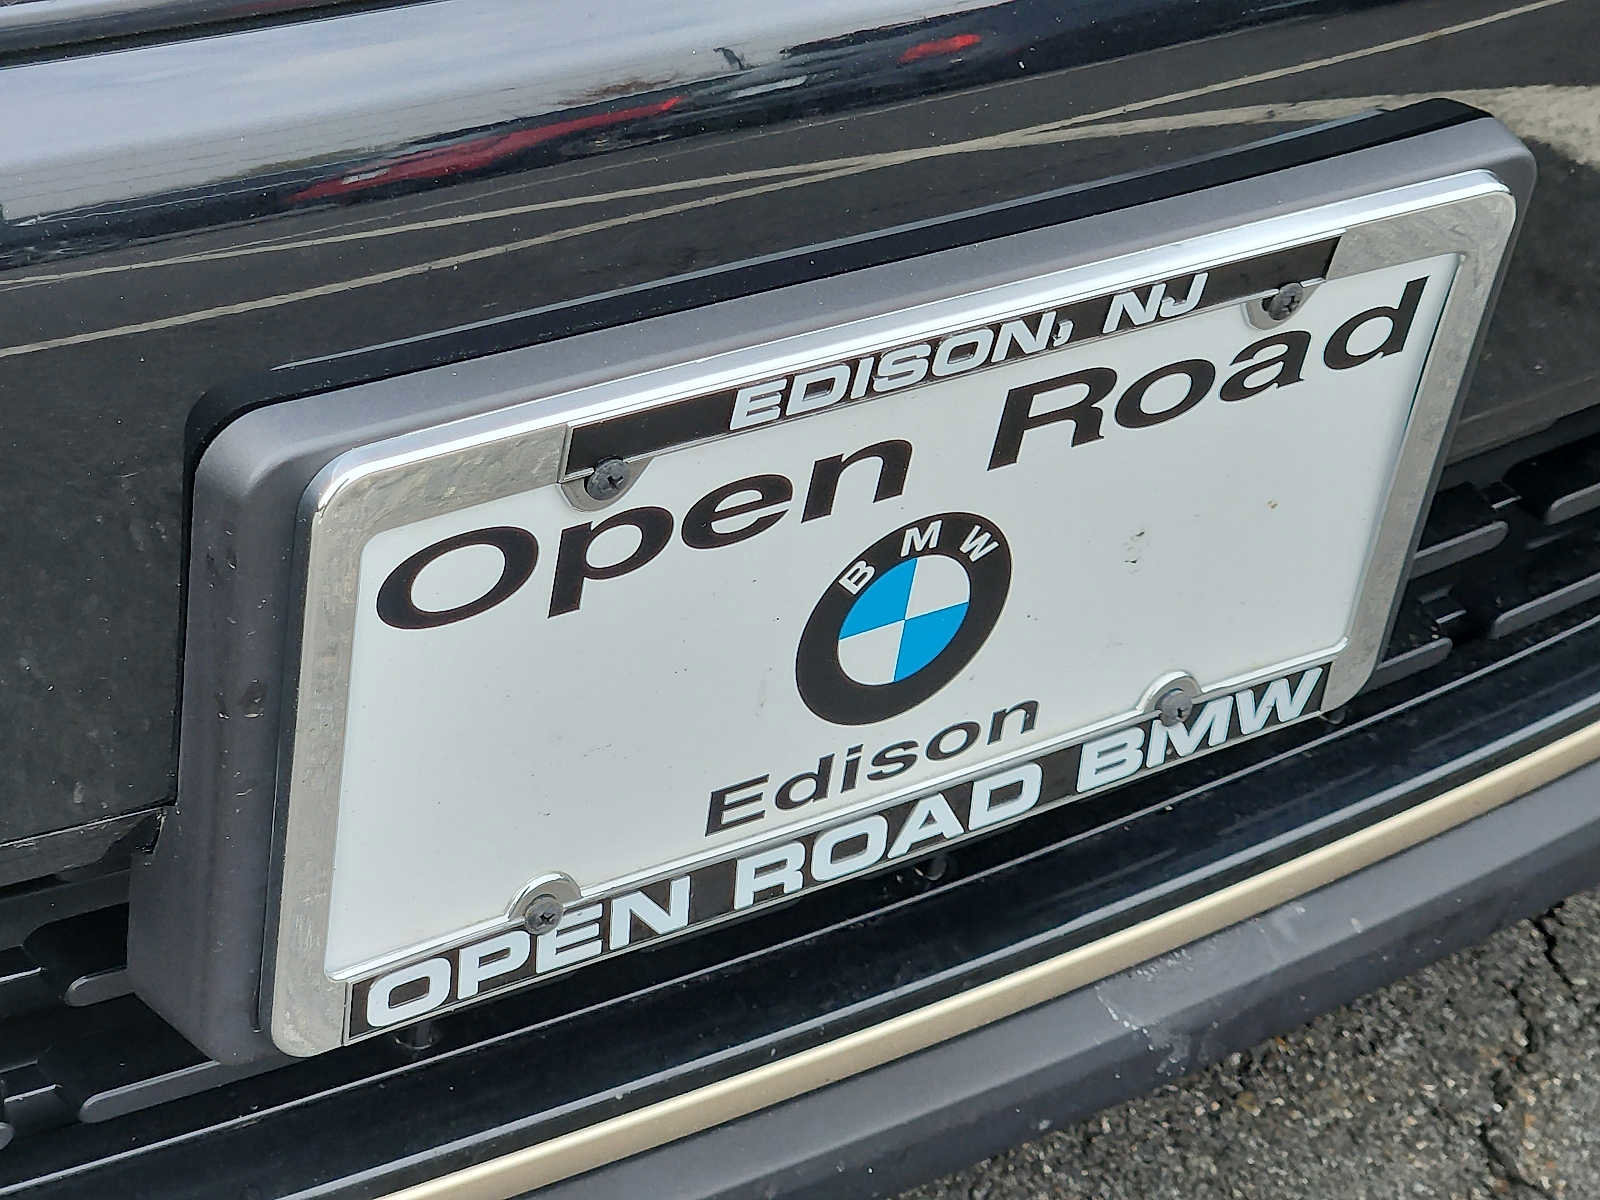 EDISON, NJ
Open Road
BMW
Edison
OPEN ROAD BMW